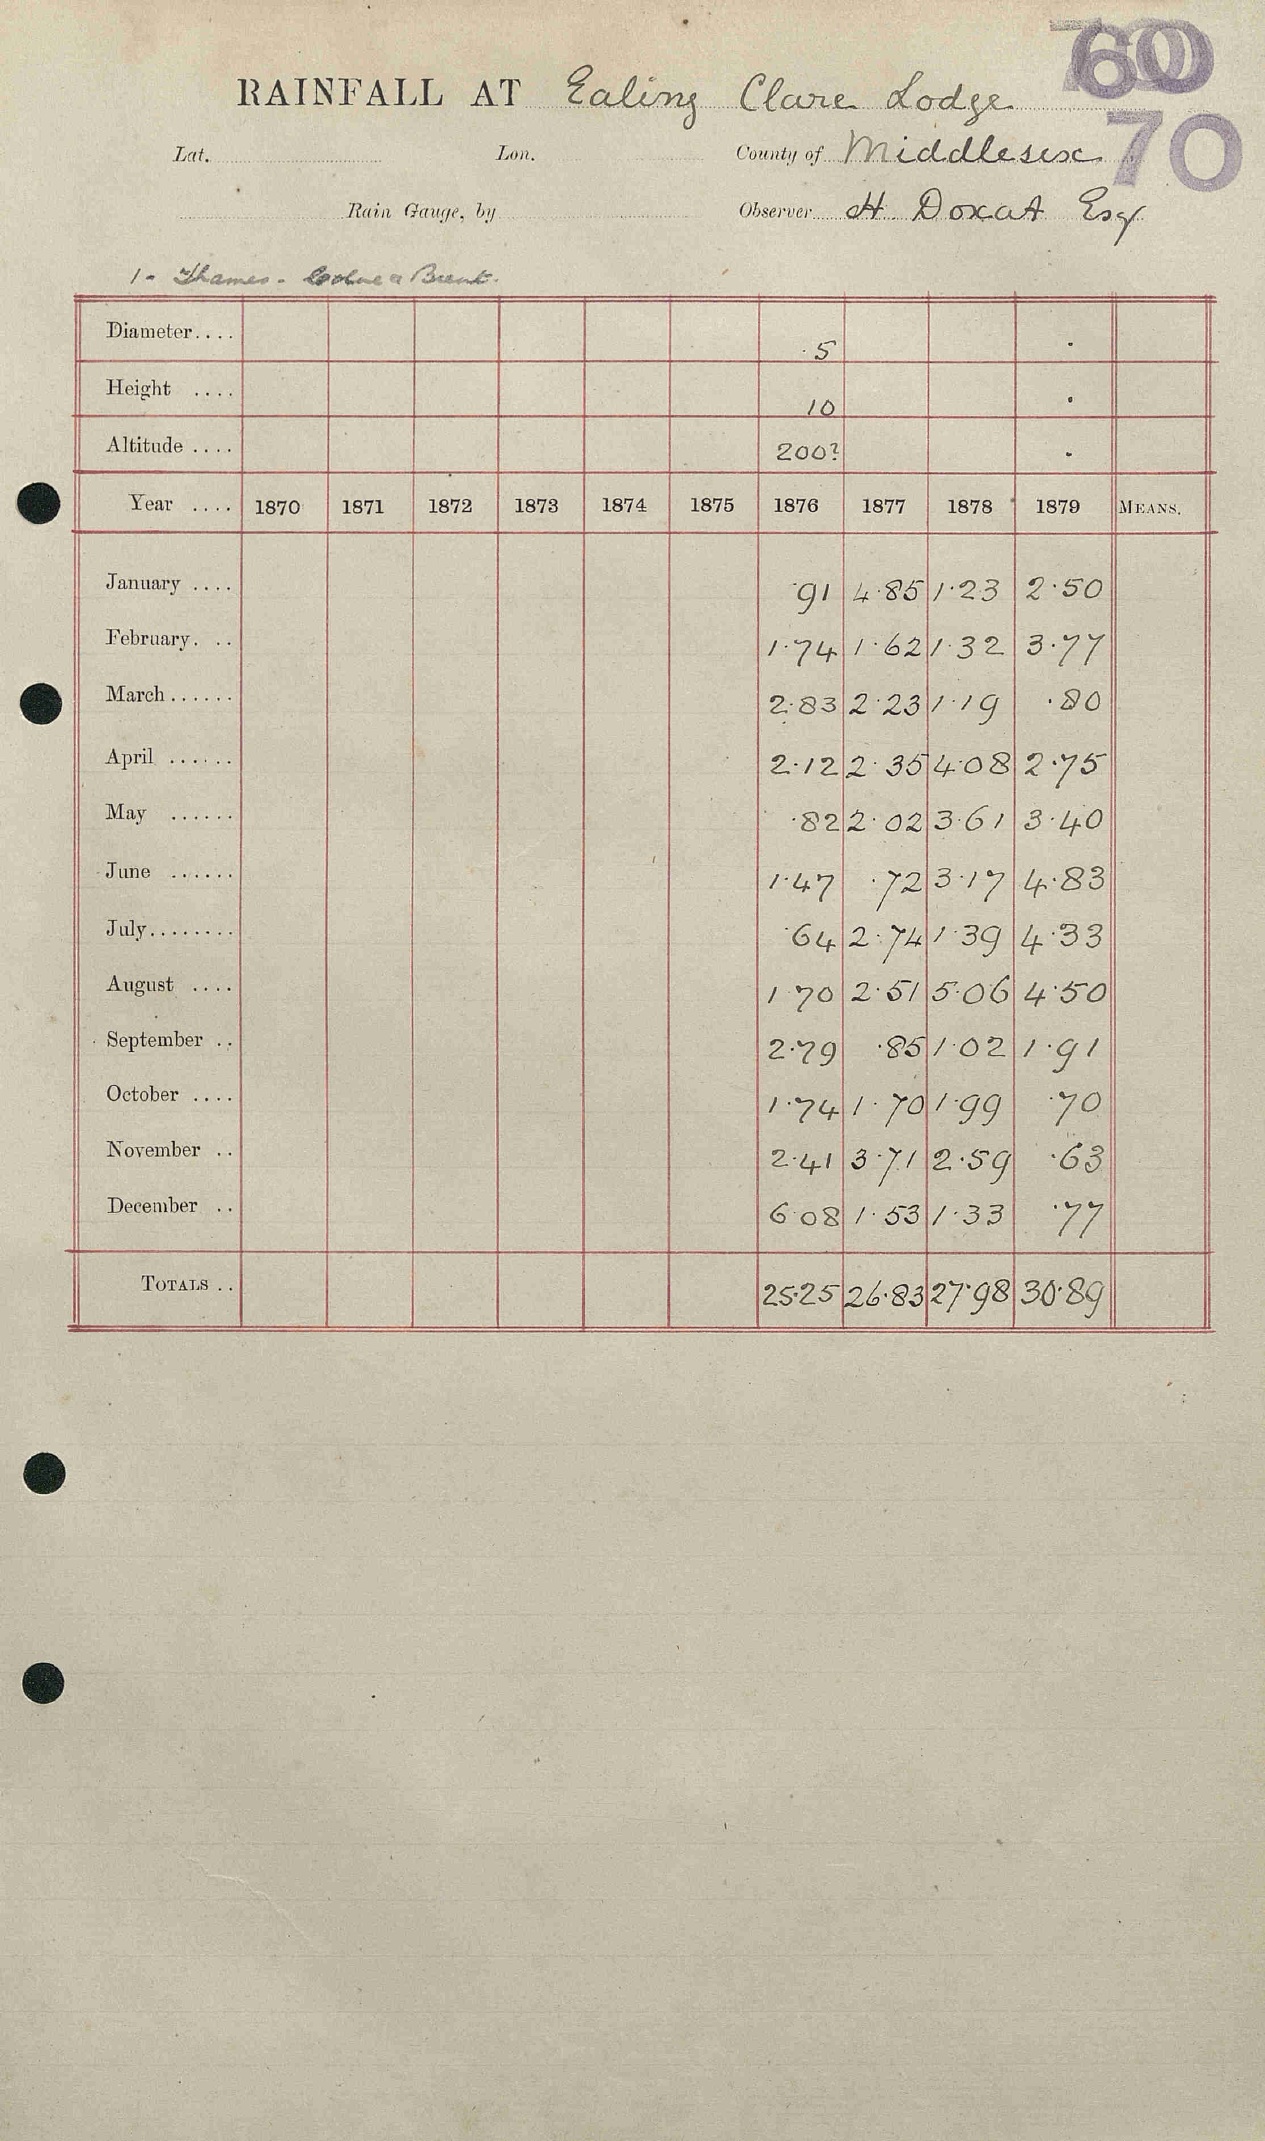 700
60
RAINFALL AT Ealing Clare Lodge
70
Lat. Lon. County of Middlesex
Rain Gauge, by Observer H Doxat Esq
1 - Thames - Colne & Brent.
Diameter.... 5
Height .... 10
Altitude .... 200?
Year .... 1870 1871 1872 1873 1874 1875 1876 1877 1878 1879 MEANS.
January .... ·91 4·85 1·23 2·50
February. .. 1·74 1·62 1·32 3·77
March...... 2·83 2·23 1·19 ·80
April ...... 2·12 2·35 4·08 2·75
May ...... ·82 2·02 3·61 3·40
June ...... 1·47 ·72 3·17 4·83
July........ ·64 2·74 1·39 4·33
August .... 1·70 2·51 5·06 4·50
September .. 2·79 ·85 1·02 1·91
October .... 1·74 1·70 1·99 ·70
November .. 2·41 3·71 2·59 ·63
December .. 6·08 1·53 1·33 ·77
TOTALS .. 25·25 26·83 27·98 30·89